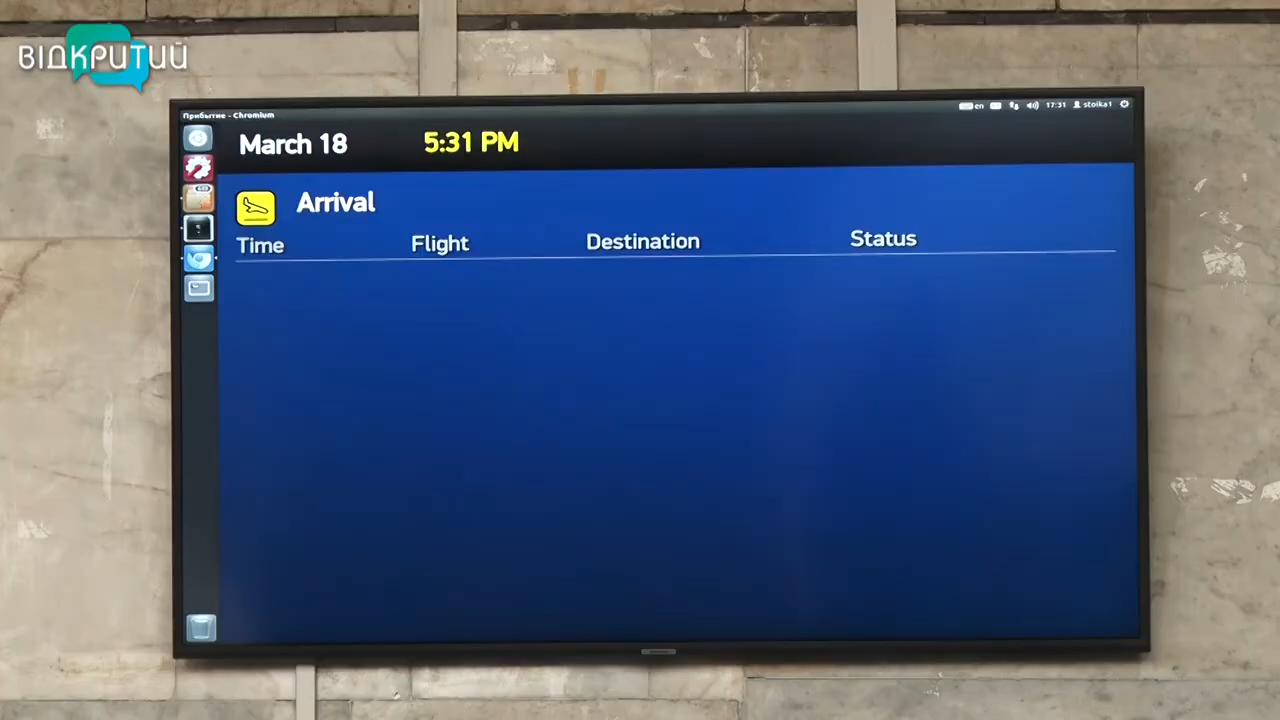 ВІДКРИТИЙ
Прибытие - Chromium
en 17:31 stoika1
March 18 5:31 PM
Arrival
Time Flight Destination Status